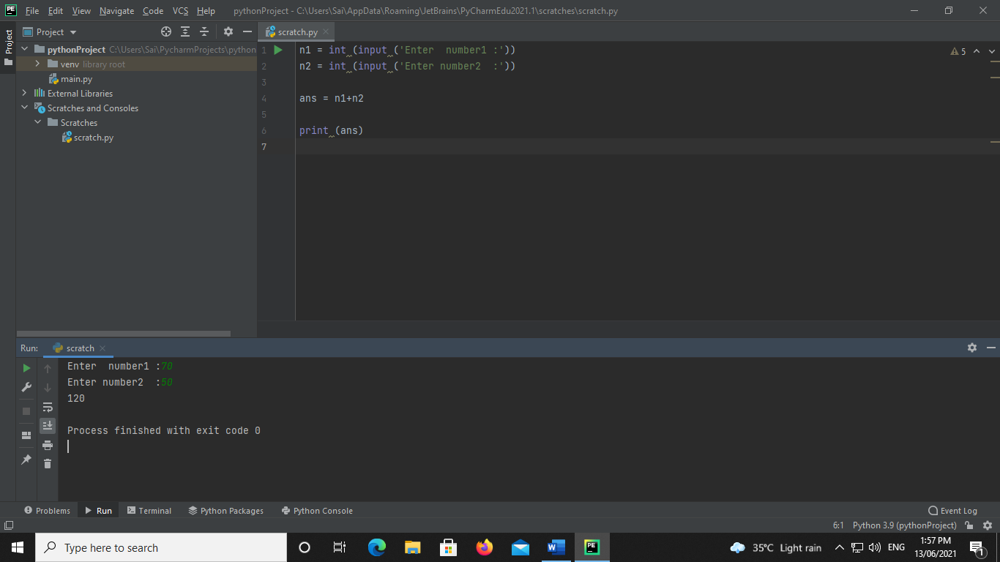 PE File Edit View Navigate Code VCS Help pythonProject - C:\Users\Sai\AppData\Roaming\JetBrains\PyCharmEdu2021.1\scratches\scratch.py
Project
Project
scratch.py
pythonProject C:\Users\Sai\PycharmProjects\python
venv library root
main.py
External Libraries
Scratches and Consoles
Scratches
scratch.py
1 n1 = int (input ('Enter  number1 :'))
2 n2 = int (input ('Enter number2  :'))
3
4 ans = n1+n2
5
6 print (ans)
7
5
Run: scratch
Enter  number1 :70
Enter number2  :50
120
Process finished with exit code 0
Problems Run Terminal Python Packages Python Console Event Log
6:1 Python 3.9 (pythonProject)
Type here to search
W
PE
35°C Light rain
ENG
1:57 PM
13/06/2021
1